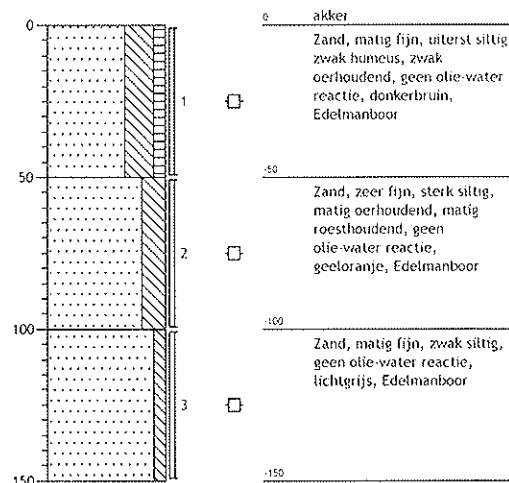 0
50
100
150
1
2
3
0 akker
Zand, matig fijn, uiterst siltig
zwak humeus, zwak
oerhoudend, geen olie-water
reactie, donkerbruin,
Edelmanboor
-50
Zand, zeer fijn, sterk siltig,
matig oerhoudend, matig
roesthoudend, geen
olie-water reactie,
geeloranje, Edelmanboor
-100
Zand, matig fijn, zwak siltig,
geen olie-water reactie,
lichtgrijs, Edelmanboor
-150